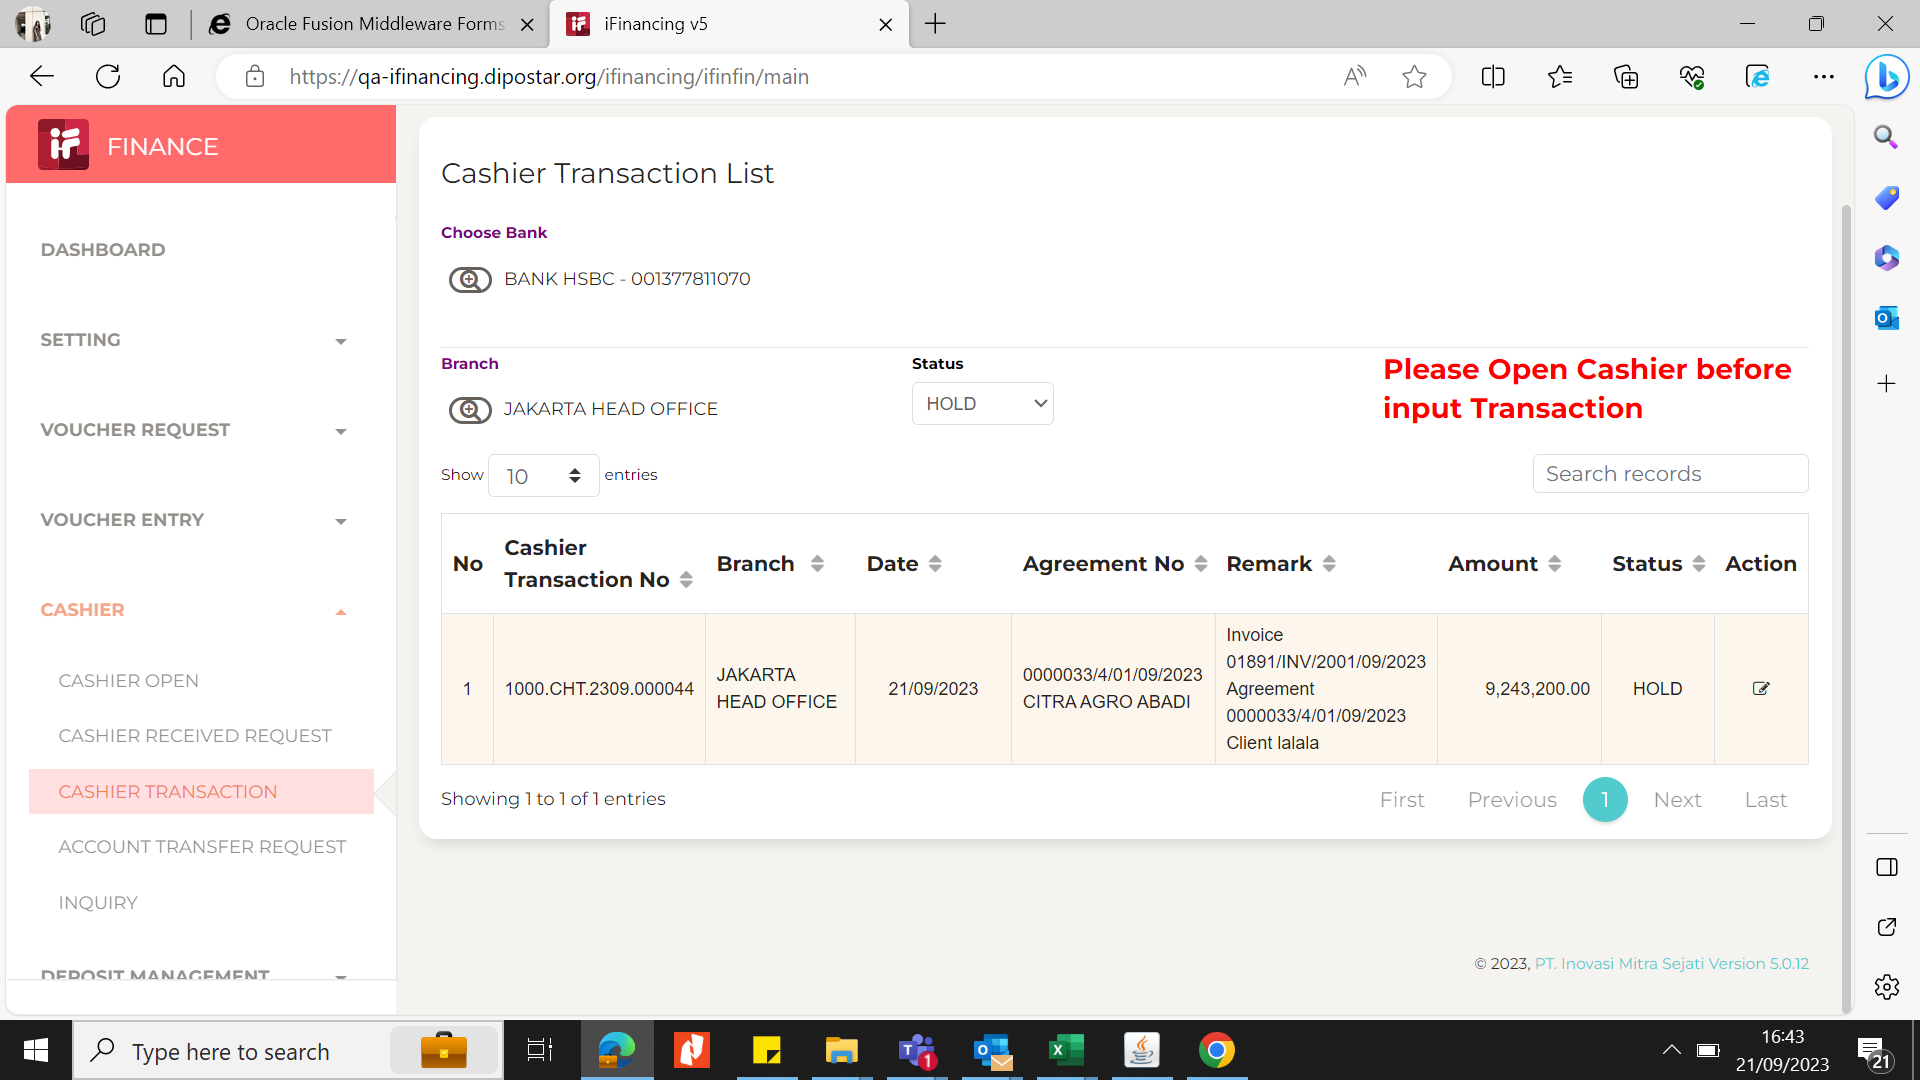 Oracle Fusion Middleware Forms
iFinancing v5
https://qa-ifinancing.dipostar.org/ifinancing/ifinfin/main
iF FINANCE
DASHBOARD
SETTING
VOUCHER REQUEST
VOUCHER ENTRY
CASHIER
CASHIER OPEN
CASHIER RECEIVED REQUEST
CASHIER TRANSACTION
ACCOUNT TRANSFER REQUEST
INQUIRY
DEPOSIT MANAGEMENT
Cashier Transaction List
Choose Bank
BANK HSBC - 001377811070
Branch
JAKARTA HEAD OFFICE
Status
HOLD
Please Open Cashier before
input Transaction
Show 10 entries
Search records
No Cashier Transaction No Branch Date Agreement No Remark Amount Status Action
1
1000.CHT.2309.000044
JAKARTA
HEAD OFFICE
21/09/2023
0000033/4/01/09/2023
CITRA AGRO ABADI
Invoice
01891/INV/2001/09/2023
Agreement
0000033/4/01/09/2023
Client lalala
9,243,200.00
HOLD
Showing 1 to 1 of 1 entries
First Previous 1 Next Last
© 2023, PT. Inovasi Mitra Sejati Version 5.0.12
Type here to search
1
16:43
21/09/2023
21